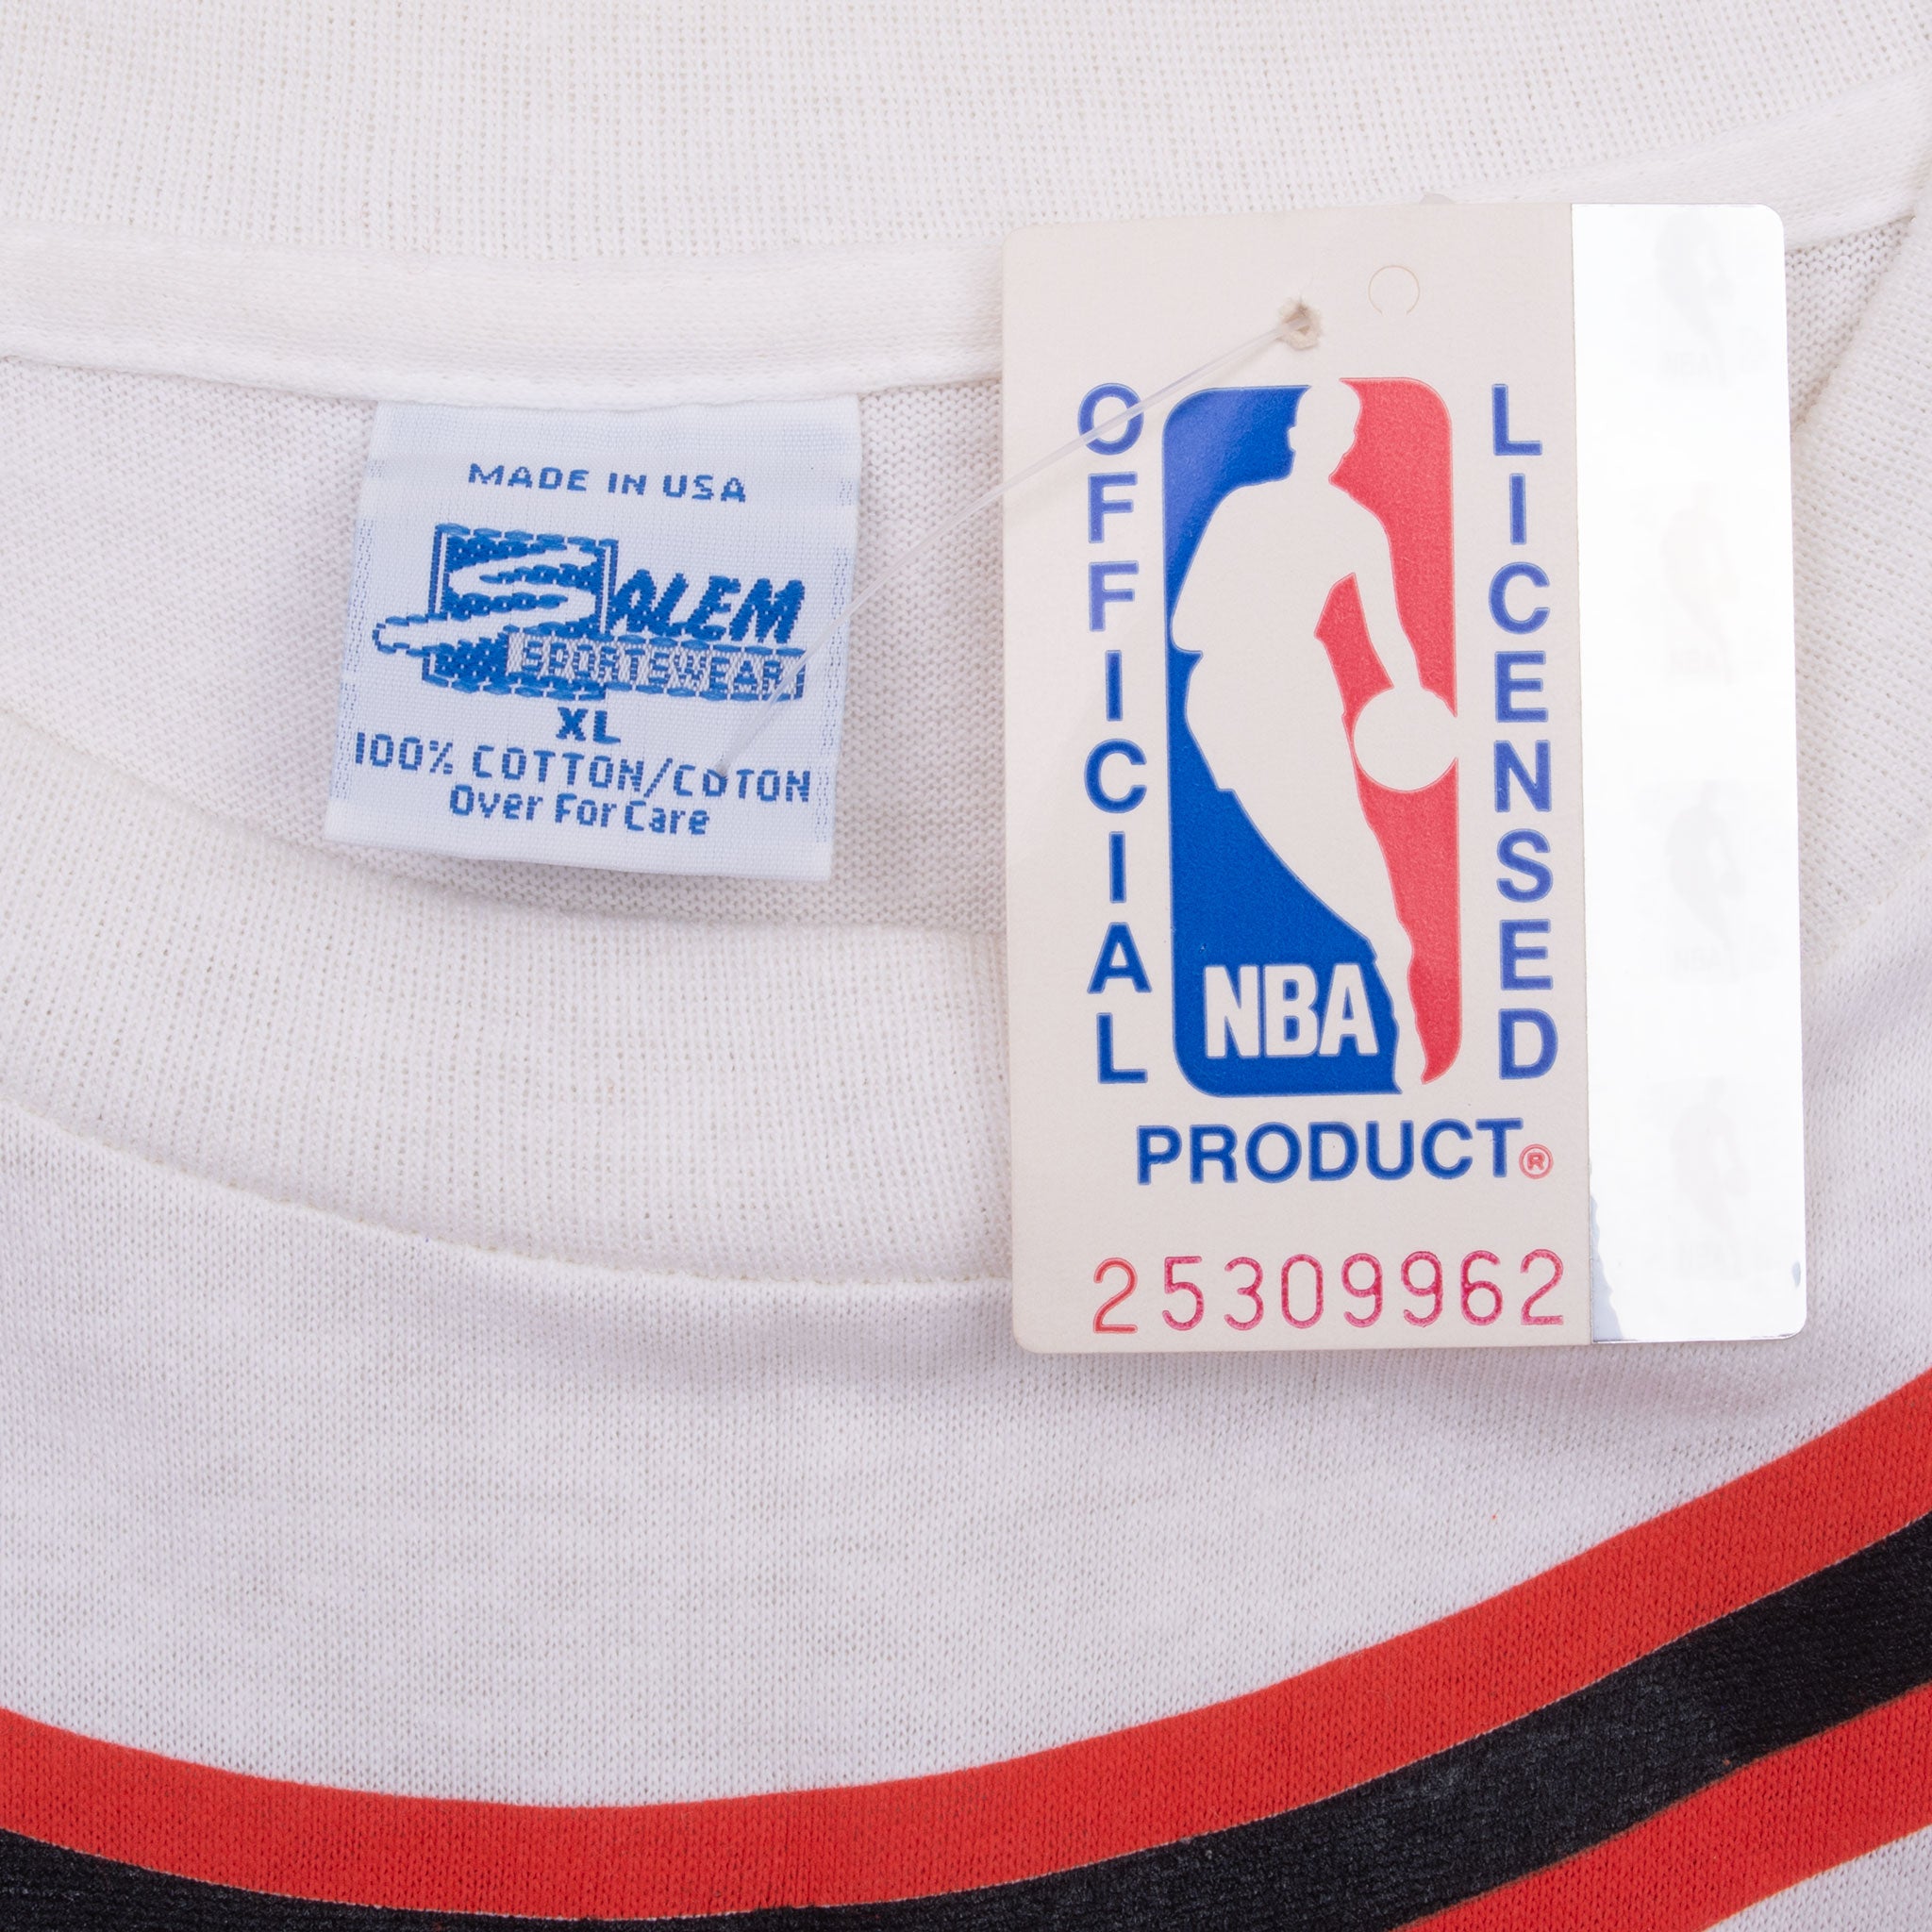 MADE IN USA
SALEM
SPORTSWEAR
XL
100% COTTON/COTON
Over For Care
OFFICIAL
LICENSED
NBA
PRODUCT®
25309962